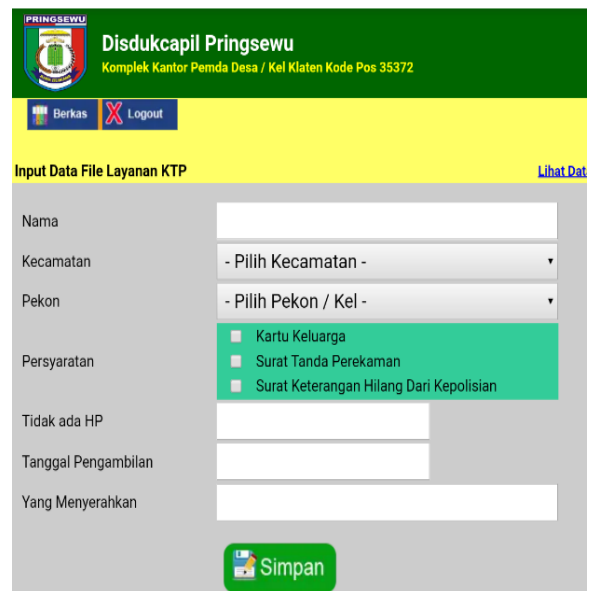 PRINGSEWU
Disdukcapil Pringsewu
Komplek Kantor Pemda Desa / Kel Klaten Kode Pos 35372
Berkas Logout
Input Data File Layanan KTP Lihat Dat
Nama
Kecamatan - Pilih Kecamatan -
Pekon - Pilih Pekon / Kel -
Kartu Keluarga
Persyaratan Surat Tanda Perekaman
Surat Keterangan Hilang Dari Kepolisian
Tidak ada HP
Tanggal Pengambilan
Yang Menyerahkan
Simpan